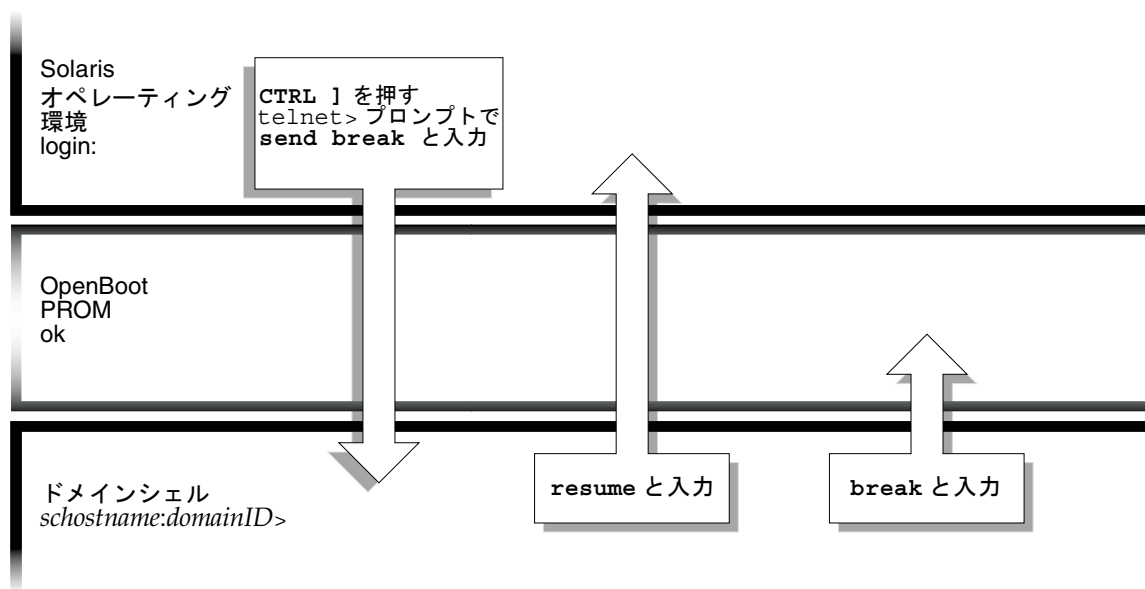 Solaris
オペレーティング
環境
login:
CTRL ] を押す
telnet> プロンプトで
send break と入力
OpenBoot
PROM
ok
ドメインシェル
schostname:domainID>
resume と入力
break と入力